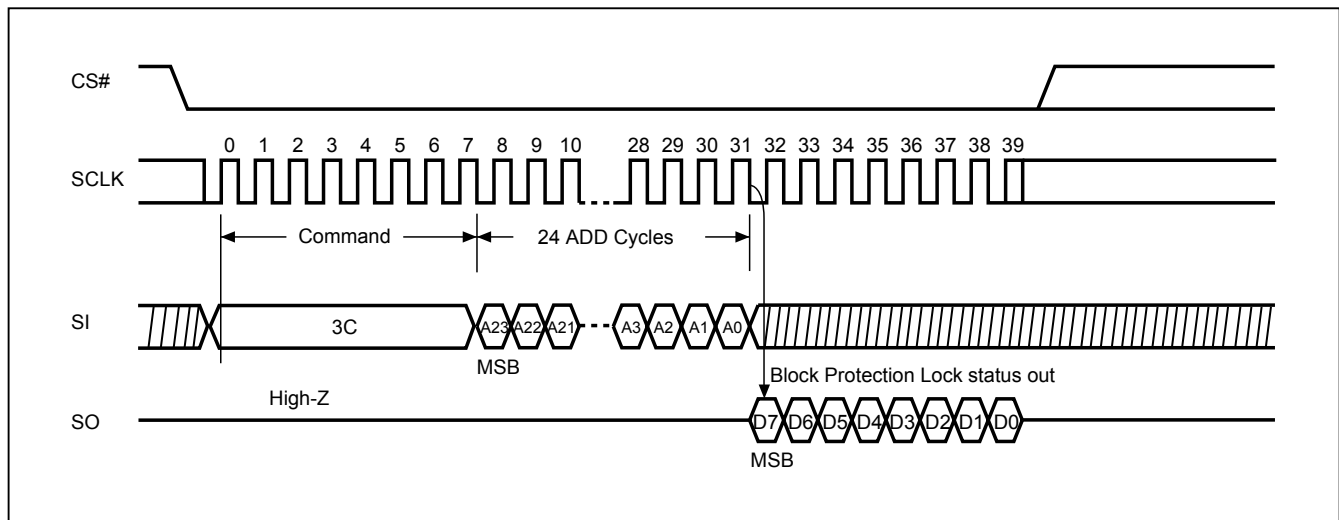 CS#
0 1 2 3 4 5 6 7 8 9 10 28 29 30 31 32 33 34 35 36 37 38 39
SCLK
Command 24 ADD Cycles
SI 3C A23 A22 A21 A3 A2 A1 A0
MSB
Block Protection Lock status out
High-Z
SO D7 D6 D5 D4 D3 D2 D1 D0
MSB